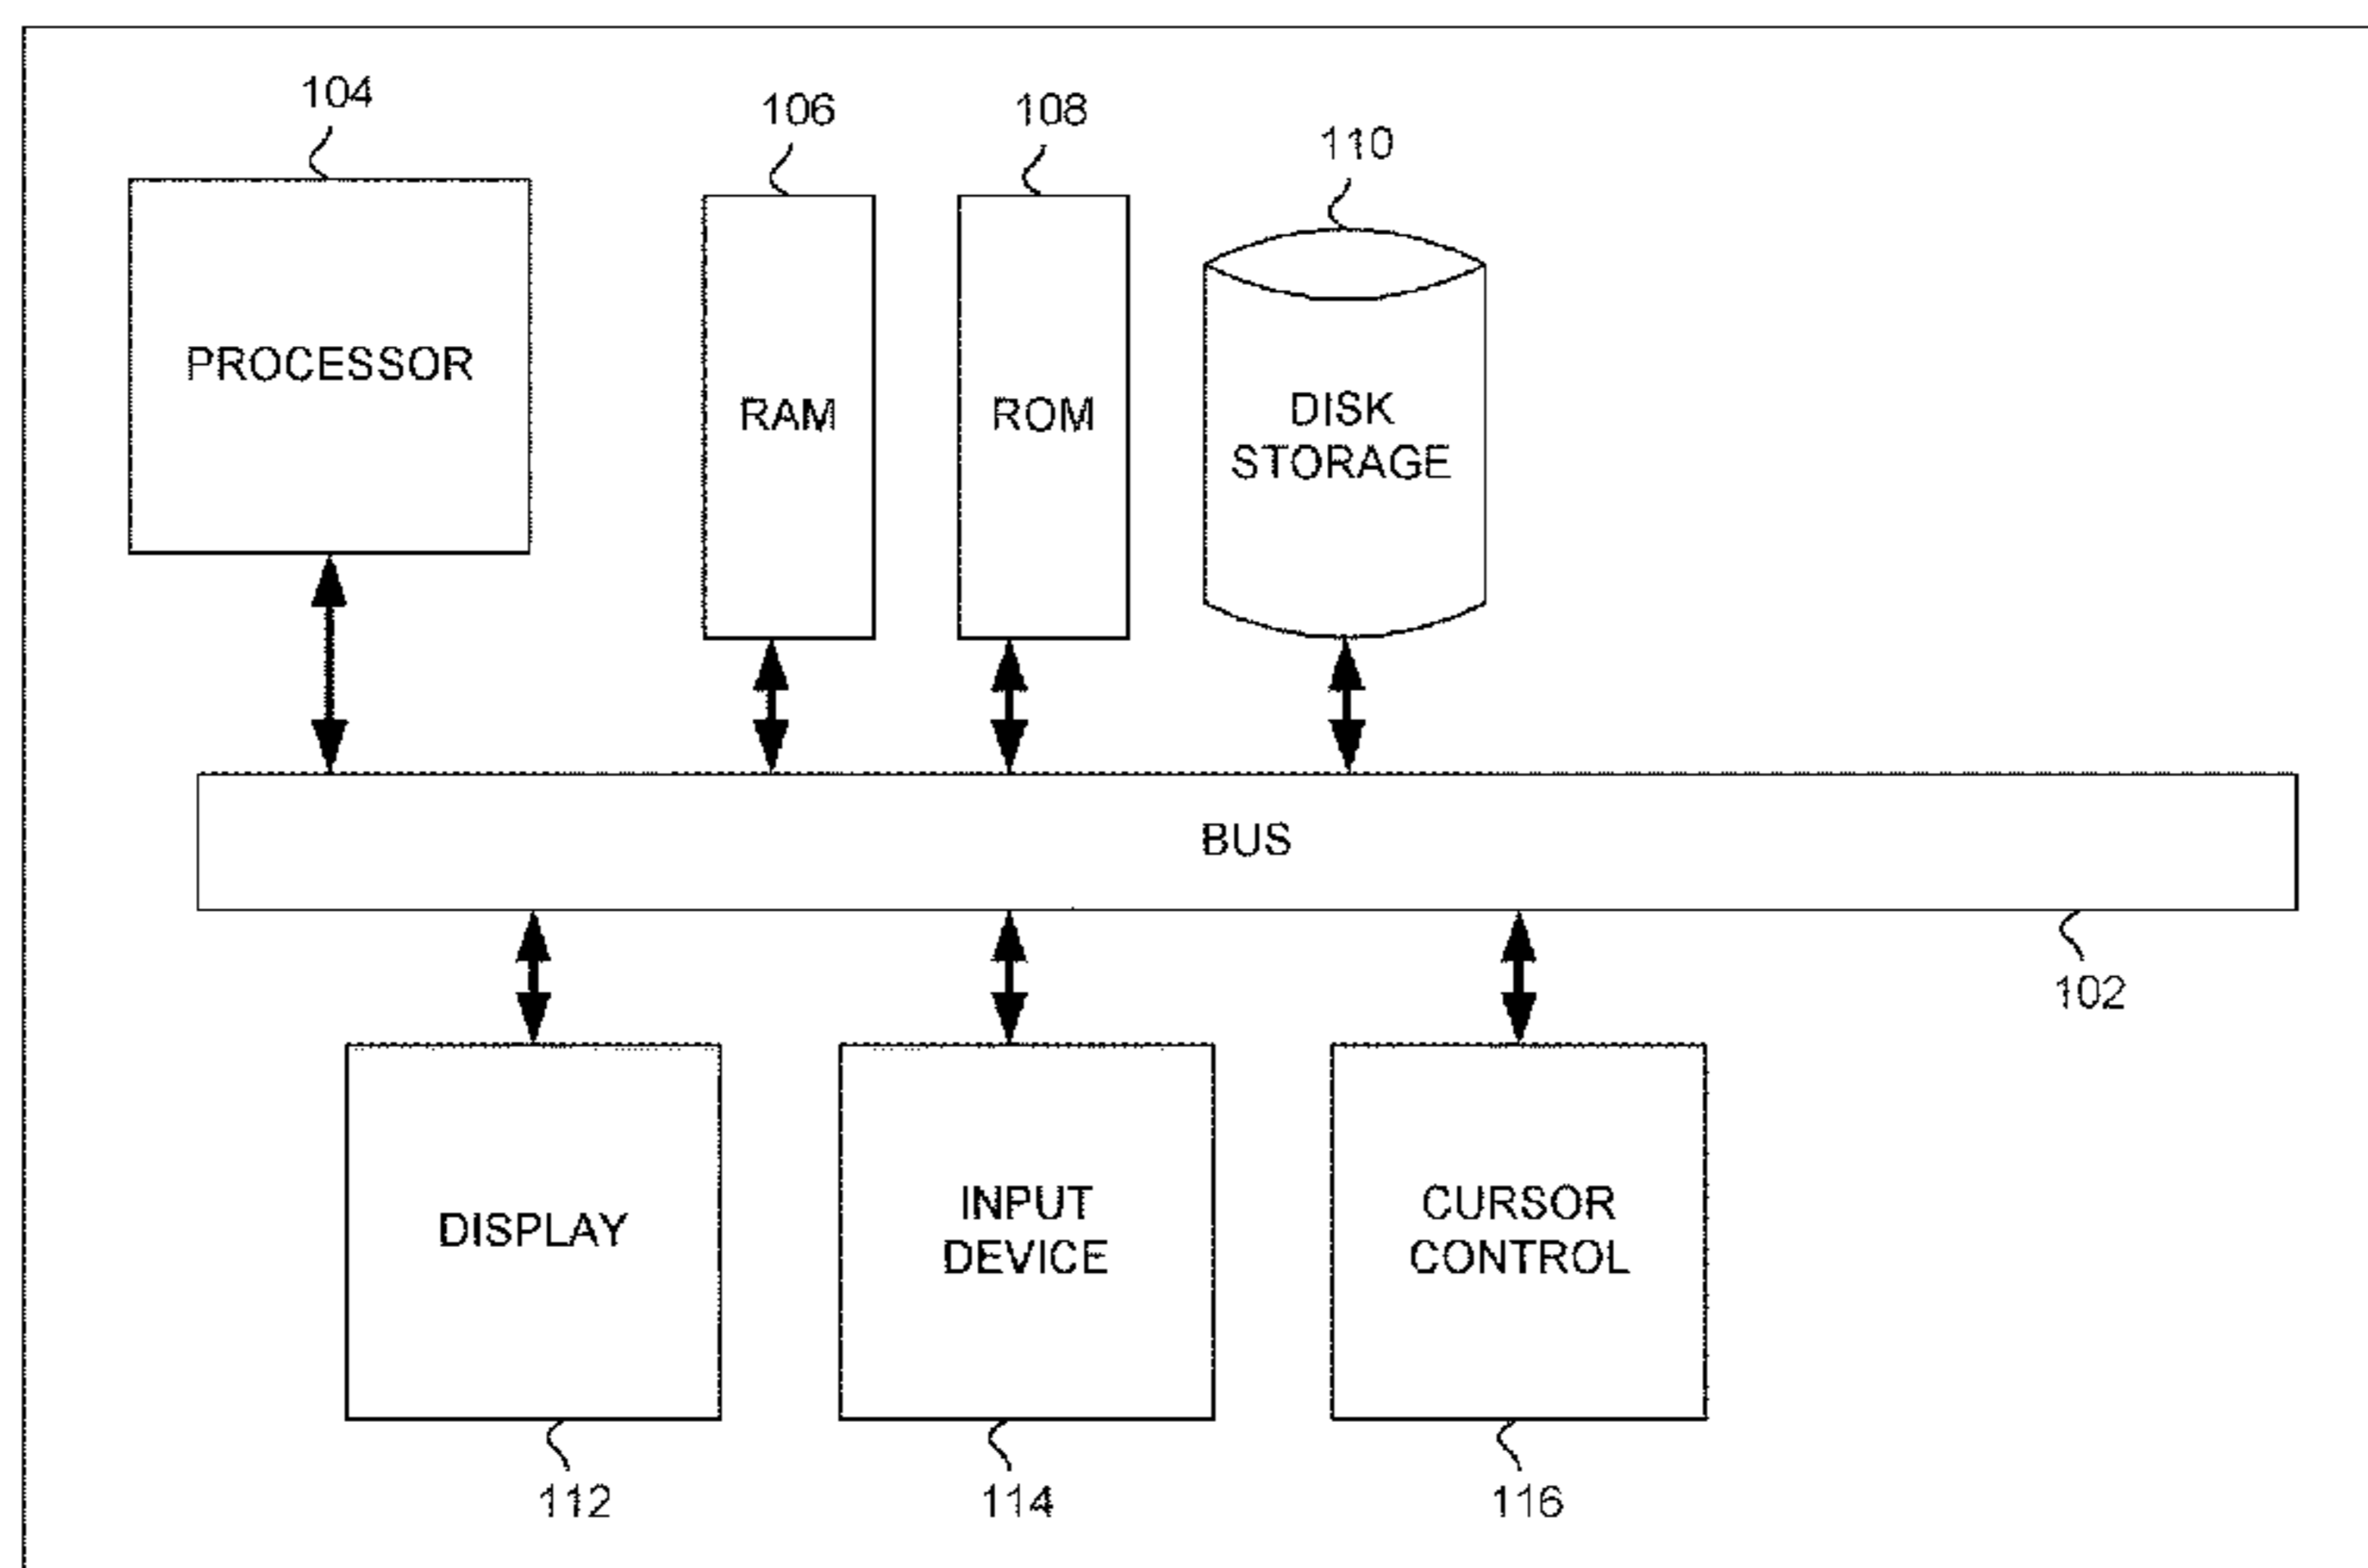 104
106
108
110
PROCESSOR
RAM
ROM
DISK
STORAGE
BUS
102
DISPLAY
INPUT
DEVICE
CURSOR
CONTROL
112
114
116